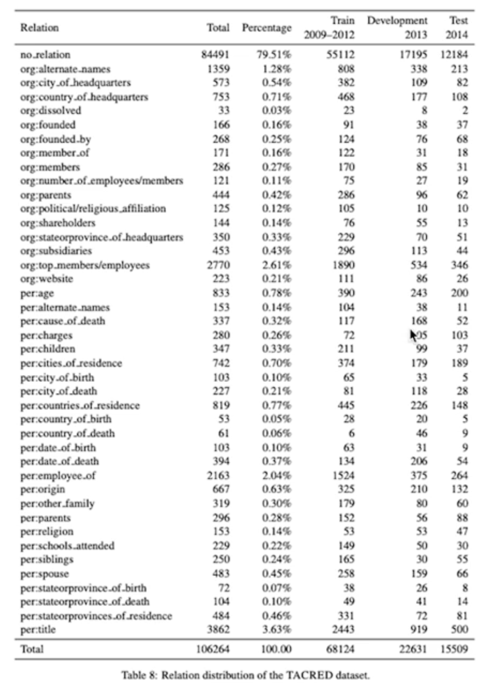 Train Development Test
Relation Total Percentage
2009–2012 2013 2014
no_relation 84491 79.51% 55112 17195 12184
org:alternate_names 1359 1.28% 808 338 213
org:city_of_headquarters 573 0.54% 382 109 82
org:country_of_headquarters 753 0.71% 468 177 108
org:dissolved 33 0.03% 23 8 2
org:founded 166 0.16% 91 38 37
org:founded_by 268 0.25% 124 76 68
org:member_of 171 0.16% 122 31 18
org:members 286 0.27% 170 85 31
org:number_of_employees/members 121 0.11% 75 27 19
org:parents 444 0.42% 286 96 62
org:political/religious_affiliation 125 0.12% 105 10 10
org:shareholders 144 0.14% 76 55 13
org:stateorprovince_of_headquarters 350 0.33% 229 70 51
org:subsidiaries 453 0.43% 296 113 44
org:top_members/employees 2770 2.61% 1890 534 346
org:website 223 0.21% 111 86 26
per:age 833 0.78% 390 243 200
per:alternate_names 153 0.14% 104 38 11
per:cause_of_death 337 0.32% 117 168 52
per:charges 280 0.26% 72 103
per:children 347 0.33% 211 99 37
per:cities_of_residence 742 0.70% 374 179 189
per:city_of_birth 103 0.10% 65 33 5
per:city_of_death 227 0.21% 81 118 28
per:countries_of_residence 819 0.77% 445 226 148
per:country_of_birth 53 0.05% 28 20 5
per:country_of_death 61 0.06% 6 46 9
per:date_of_birth 103 0.10% 63 31 9
per:date_of_death 394 0.37% 134 206 54
per:employee_of 2163 2.04% 1524 375 264
per:origin 667 0.63% 325 210 132
per:other_family 319 0.30% 179 80 60
per:parents 296 0.28% 152 56 88
per:religion 153 0.14% 53 53 47
per:schools_attended 229 0.22% 149 50 30
per:siblings 250 0.24% 165 30 55
per:spouse 483 0.45% 258 159 66
per:stateorprovince_of_birth 72 0.07% 38 26 8
per:stateorprovince_of_death 104 0.10% 49 41 14
per:stateorprovinces_of_residence 484 0.46% 331 72 81
per:title 3862 3.63% 2443 919 500
Total 106264 100.00 68124 22631 15509
Table 8: Relation distribution of the TACRED dataset.